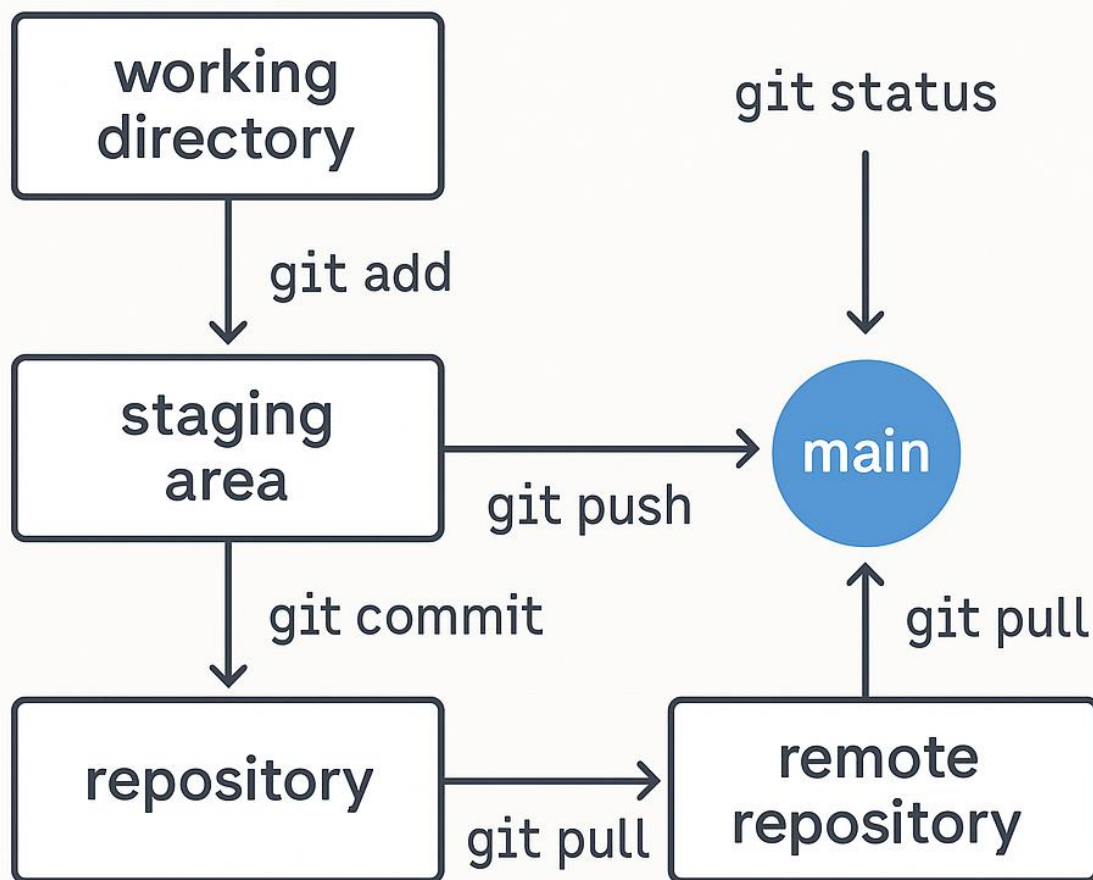 working
directory
git status
git add
staging
area
main
git push
git commit
git pull
repository
git pull
remote
repository